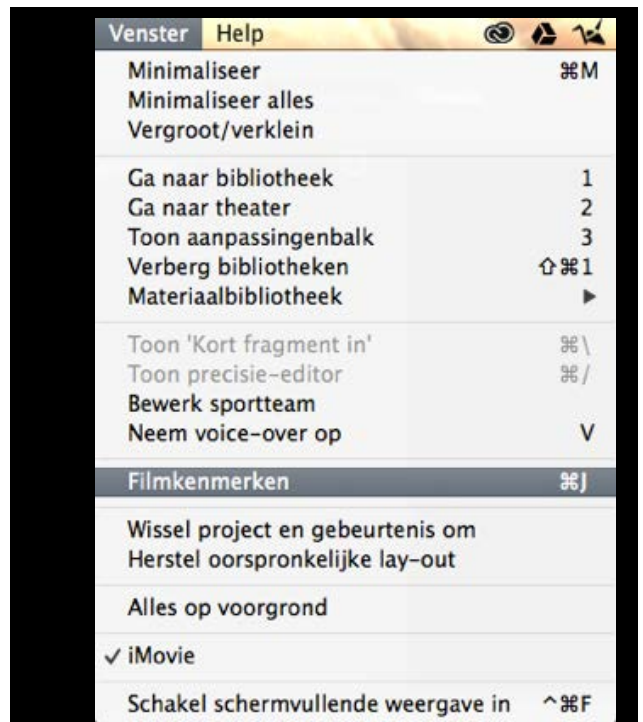 Venster Help
Minimaliseer ⌘M
Minimaliseer alles
Vergroot/verklein
Ga naar bibliotheek 1
Ga naar theater 2
Toon aanpassingenbalk 3
Verberg bibliotheken ⇧⌘1
Materiaalbibliotheek ▶
Toon 'Kort fragment in' ⌘\
Toon precisie-editor ⌘/
Bewerk sportteam
Neem voice-over op V
Filmkenmerken ⌘J
Wissel project en gebeurtenis om
Herstel oorspronkelijke lay-out
Alles op voorgrond
✓ iMovie
Schakel schermvullende weergave in ^⌘F